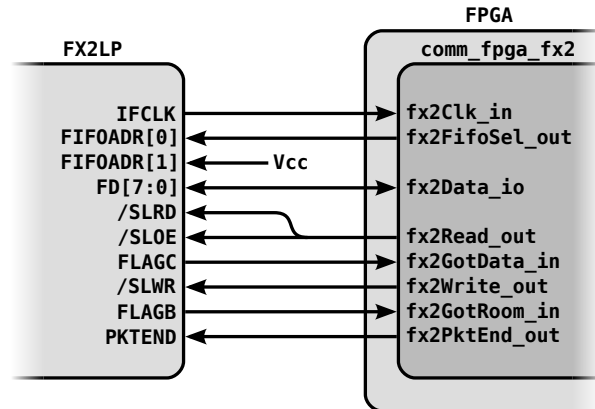 FPGA
FX2LP
comm_fpga_fx2
IFCLK
fx2Clk_in
FIFOADR[0]
fx2FifoSel_out
FIFOADR[1]
Vcc
FD[7:0]
fx2Data_io
/SLRD
/SLOE
fx2Read_out
FLAGC
fx2GotData_in
/SLWR
fx2Write_out
FLAGB
fx2GotRoom_in
PKTEND
fx2PktEnd_out